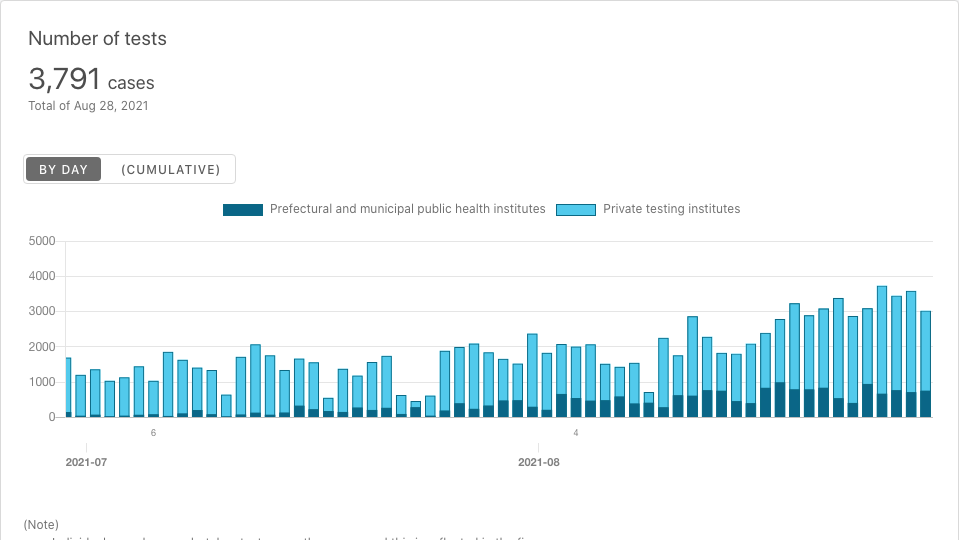 Number of tests
3,791 cases
Total of Aug 28, 2021
BY DAY (CUMULATIVE)
Prefectural and municipal public health institutes Private testing institutes
5000
4000
3000
2000
1000
0
6 4
2021-07 2021-08
(Note)